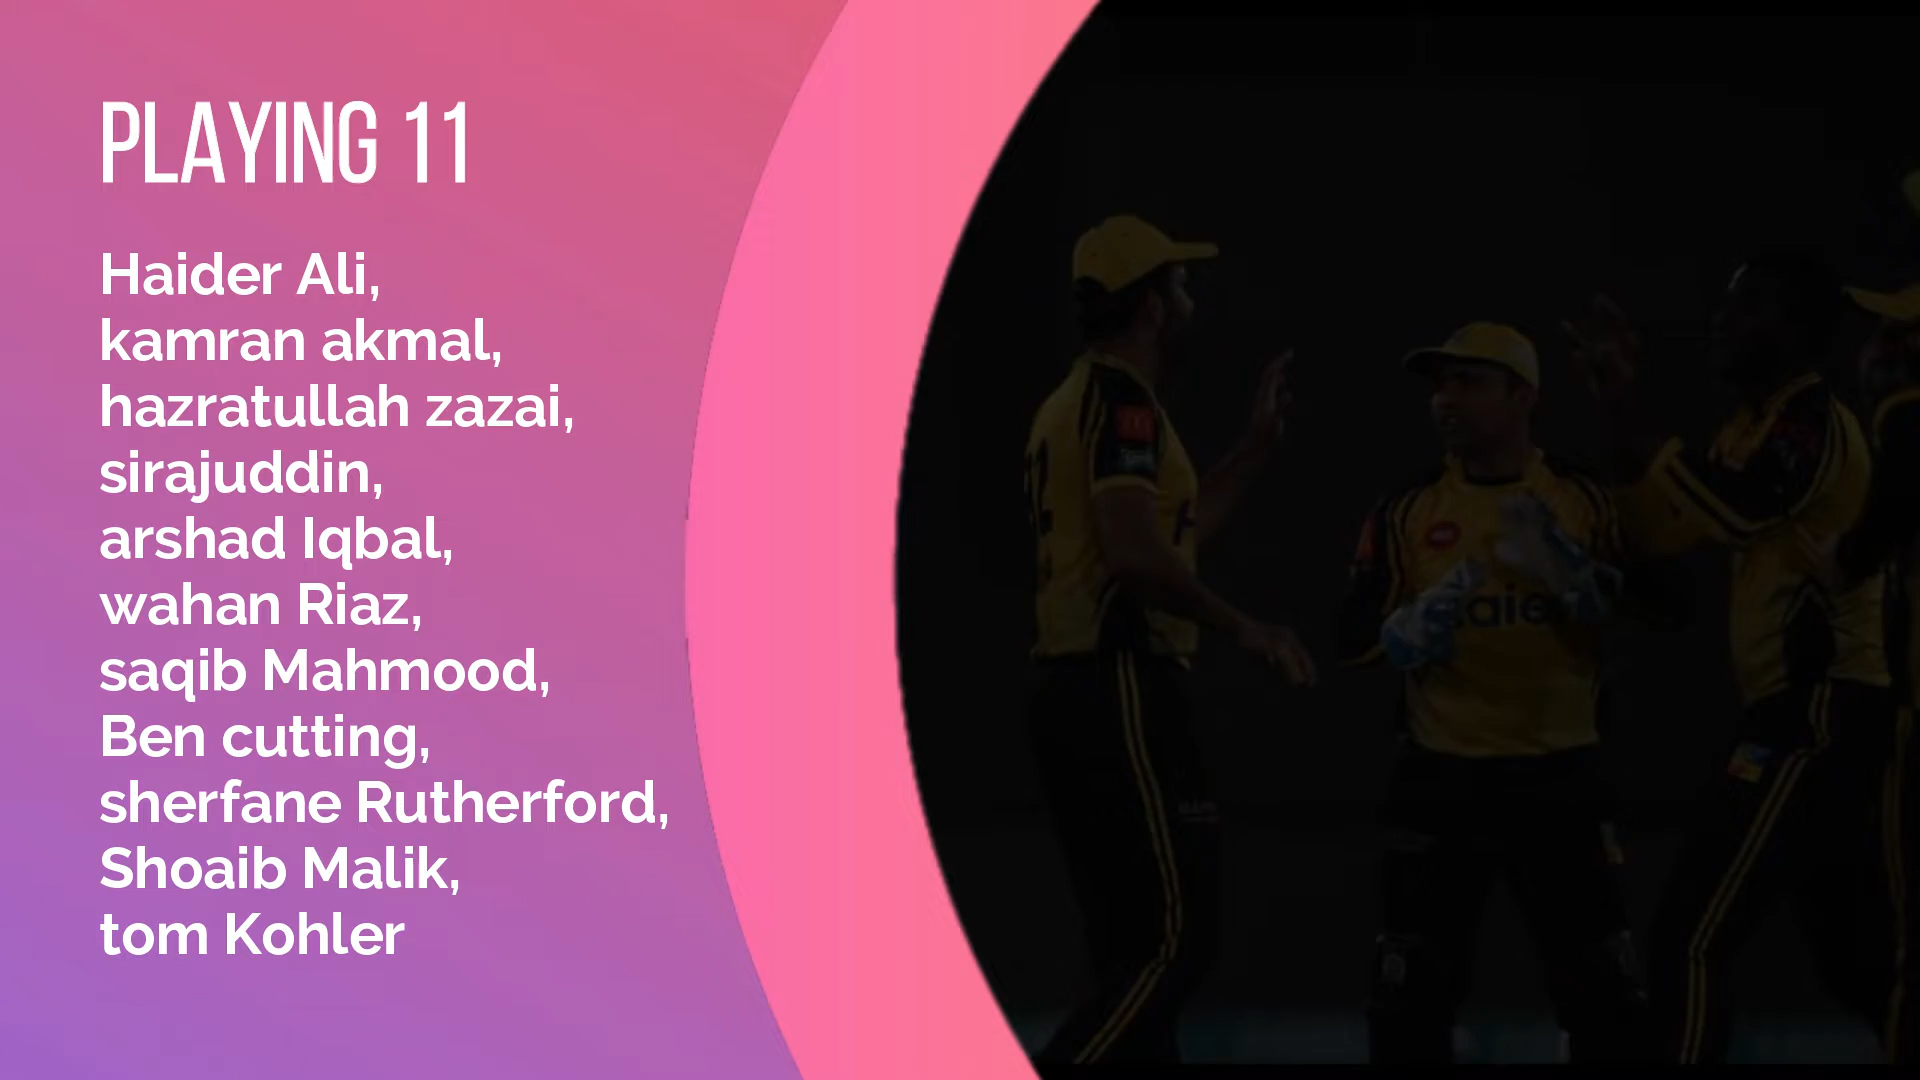 PLAYING 11
Haider Ali,
kamran akmal,
hazratullah zazai,
sirajuddin,
arshad Iqbal,
wahan Riaz,
saqib Mahmood,
Ben cutting,
sherfane Rutherford,
Shoaib Malik,
tom Kohler